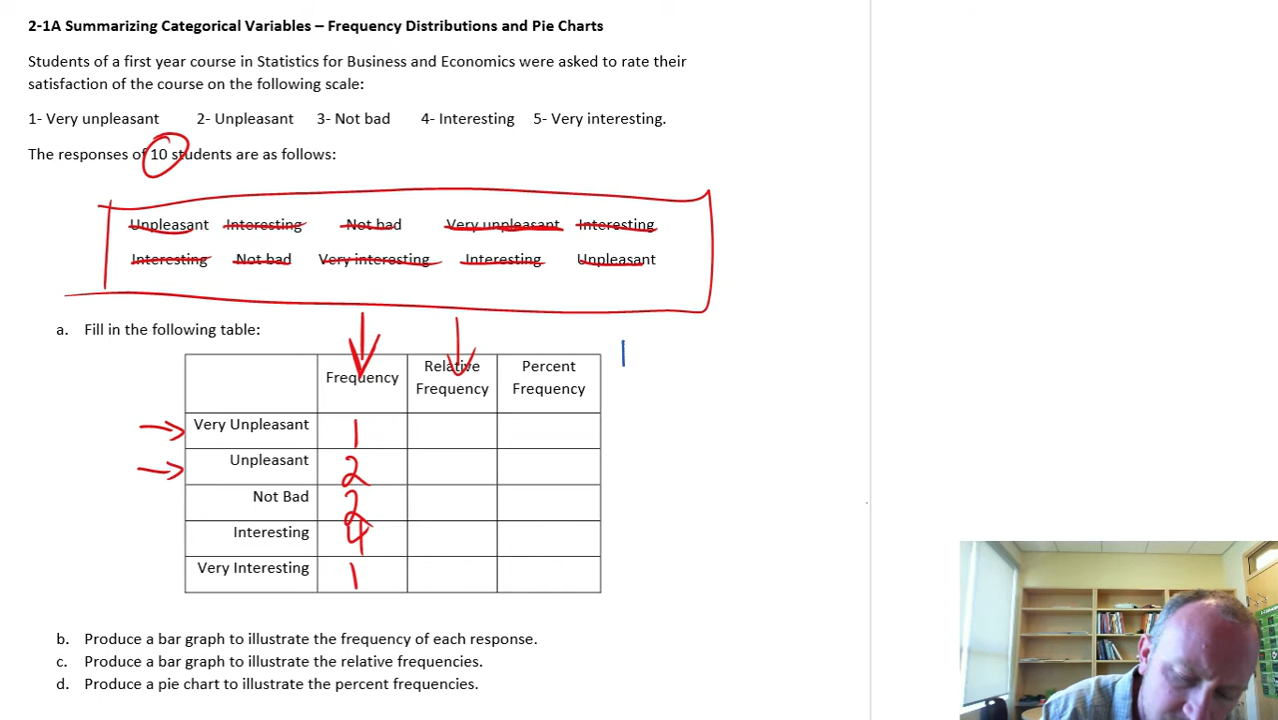 2-1A Summarizing Categorical Variables – Frequency Distributions and Pie Charts
Students of a first year course in Statistics for Business and Economics were asked to rate their
satisfaction of the course on the following scale:
1- Very unpleasant 2- Unpleasant 3- Not bad 4- Interesting 5- Very interesting.
The responses of 10 students are as follows:
Unpleasant Interesting Not bad Very unpleasant Interesting
Interesting Not bad Very interesting Interesting Unpleasant
a. Fill in the following table:
Frequency Relative Frequency Percent Frequency
Very Unpleasant 1
Unpleasant 2
Not Bad 2
Interesting 4
Very Interesting 1
b. Produce a bar graph to illustrate the frequency of each response.
c. Produce a bar graph to illustrate the relative frequencies.
d. Produce a pie chart to illustrate the percent frequencies.